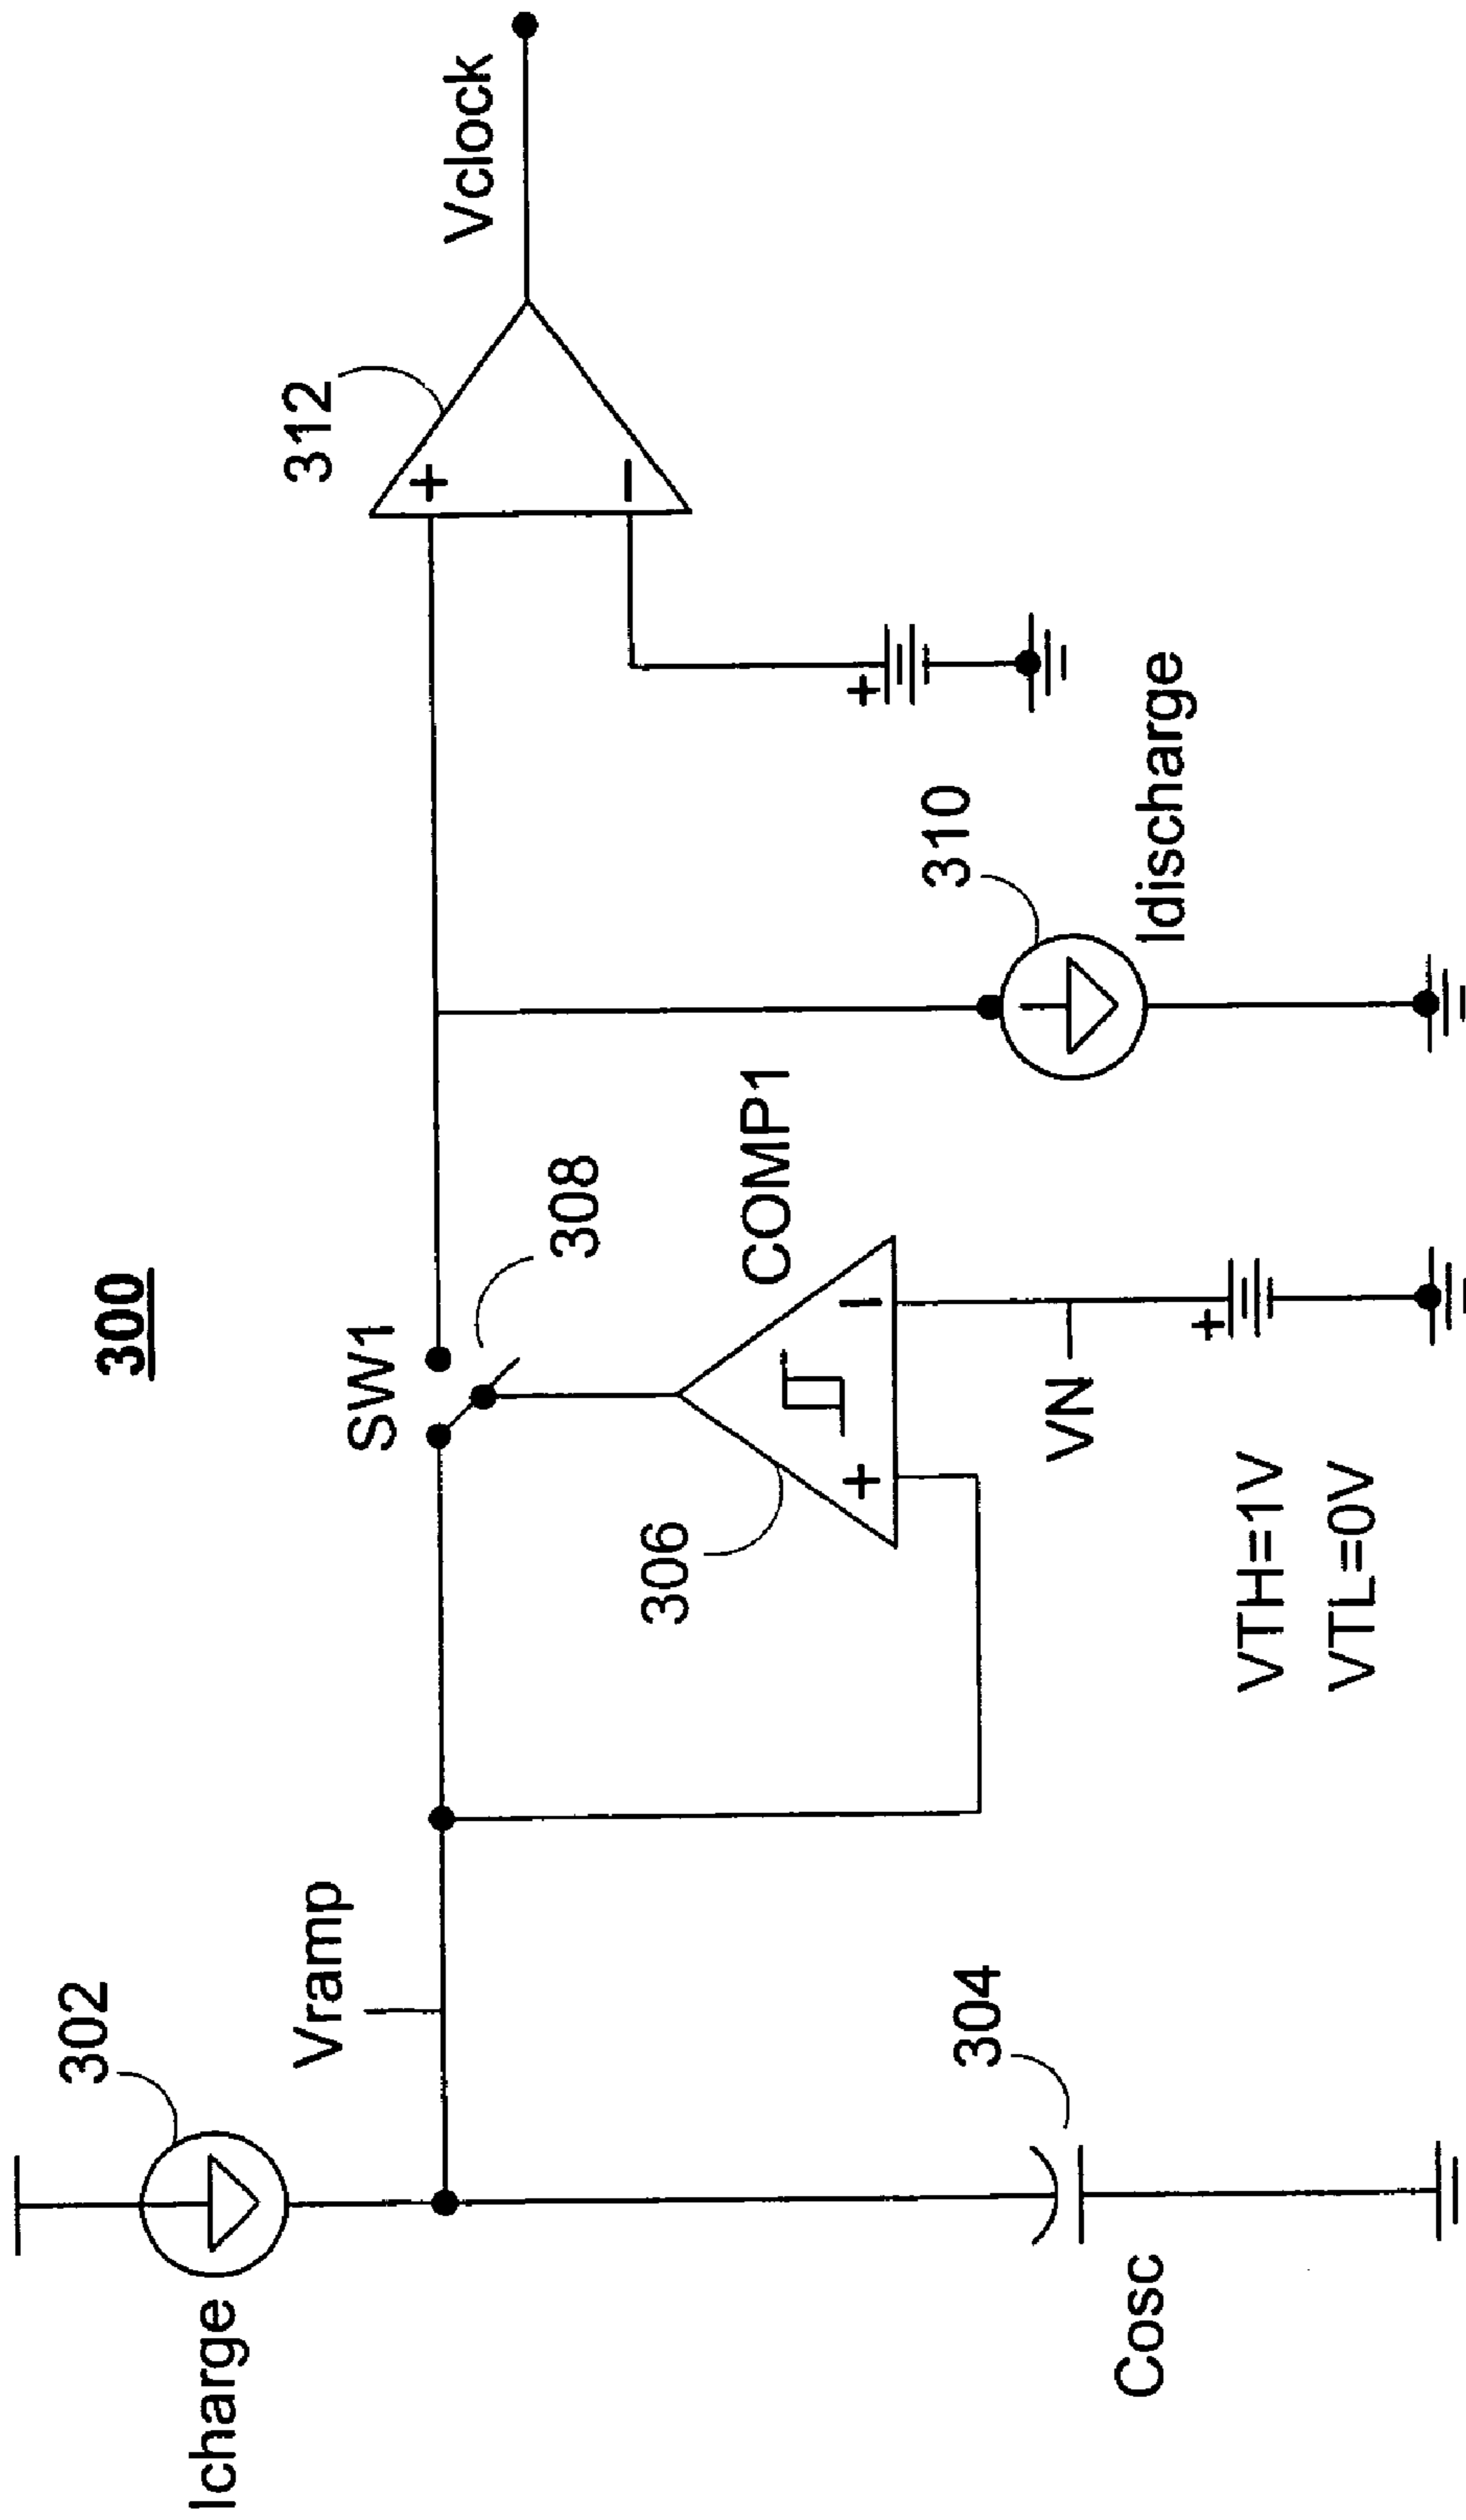 300
302
Icharge
Vramp
SW1
308
312
Vclock
+
−
306
+
−
COMP1
310
Idischarge
+
304
Cosc
VN
+
VTH=1V
VTL=0V